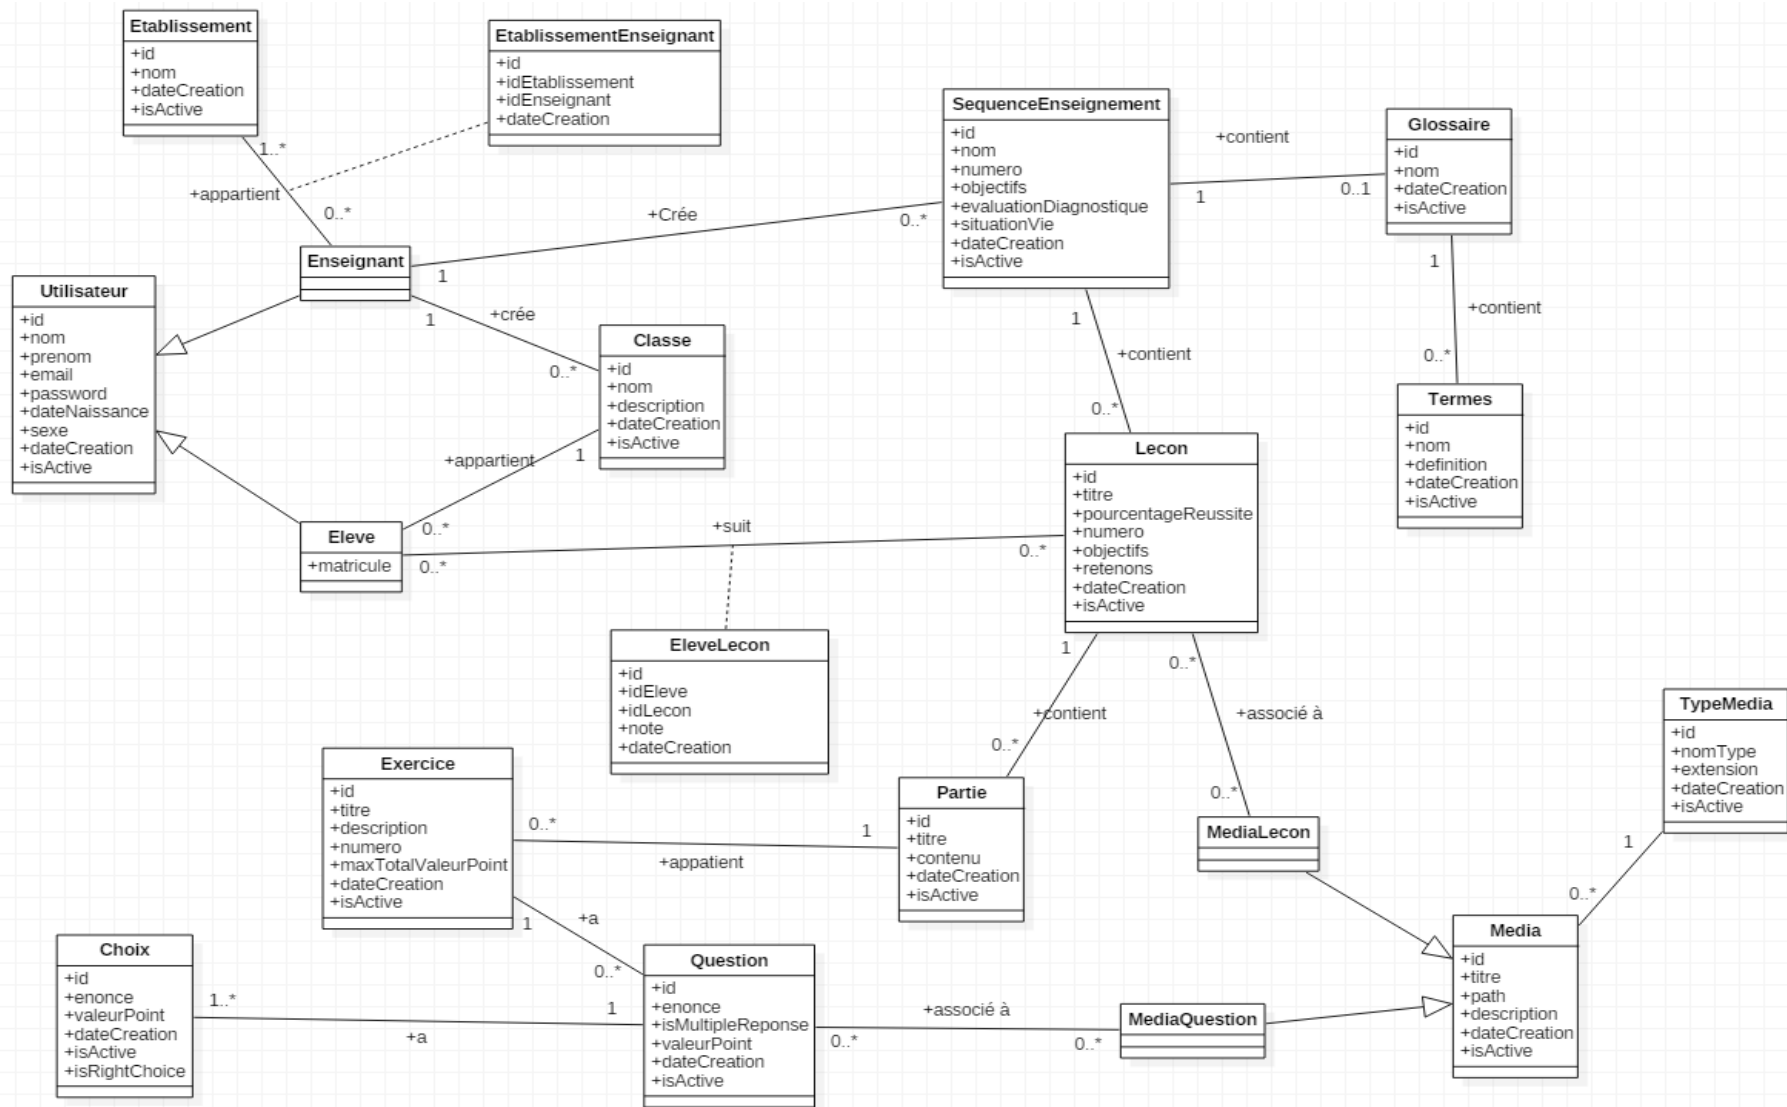 Etablissement
+id
+nom
+dateCreation
+isActive
EtablissementEnseignant
+id
+idEtablissement
+idEnseignant
+dateCreation
SequenceEnseignement
+id
+nom
+numero
+objectifs
+evaluationDiagnostique
+situationVie
+dateCreation
+isActive
+contient
1
0..1
Glossaire
+id
+nom
+dateCreation
+isActive
1..*
+appartient
0..*
+Crée
0..*
1
Enseignant
Utilisateur
+id
+nom
+prenom
+email
+password
+dateNaissance
+sexe
+dateCreation
+isActive
1
+crée
0..*
Classe
+id
+nom
+description
+dateCreation
+isActive
1
+contient
0..*
1
+contient
0..*
Termes
+id
+nom
+definition
+dateCreation
+isActive
+appartient
1
0..*
Eleve
+matricule
0..*
+suit
0..*
Lecon
+id
+titre
+pourcentageReussite
+numero
+objectifs
+retenons
+dateCreation
+isActive
EleveLecon
+id
+idEleve
+idLecon
+note
+dateCreation
1
+contient
0..*
0..*
+associé à
0..*
TypeMedia
+id
+nomType
+extension
+dateCreation
+isActive
Exercice
+id
+titre
+description
+numero
+maxTotalValeurPoint
+dateCreation
+isActive
0..*
1
+appatient
Partie
+id
+titre
+contenu
+dateCreation
+isActive
MediaLecon
1
0..*
Media
+id
+titre
+path
+description
+dateCreation
+isActive
1
+a
0..*
Choix
+id
+enonce
+valeurPoint
+dateCreation
+isActive
+isRightChoice
1..*
1
+a
Question
+id
+enonce
+isMultipleReponse
+valeurPoint
+dateCreation
+isActive
+associé à
0..*
0..*
MediaQuestion